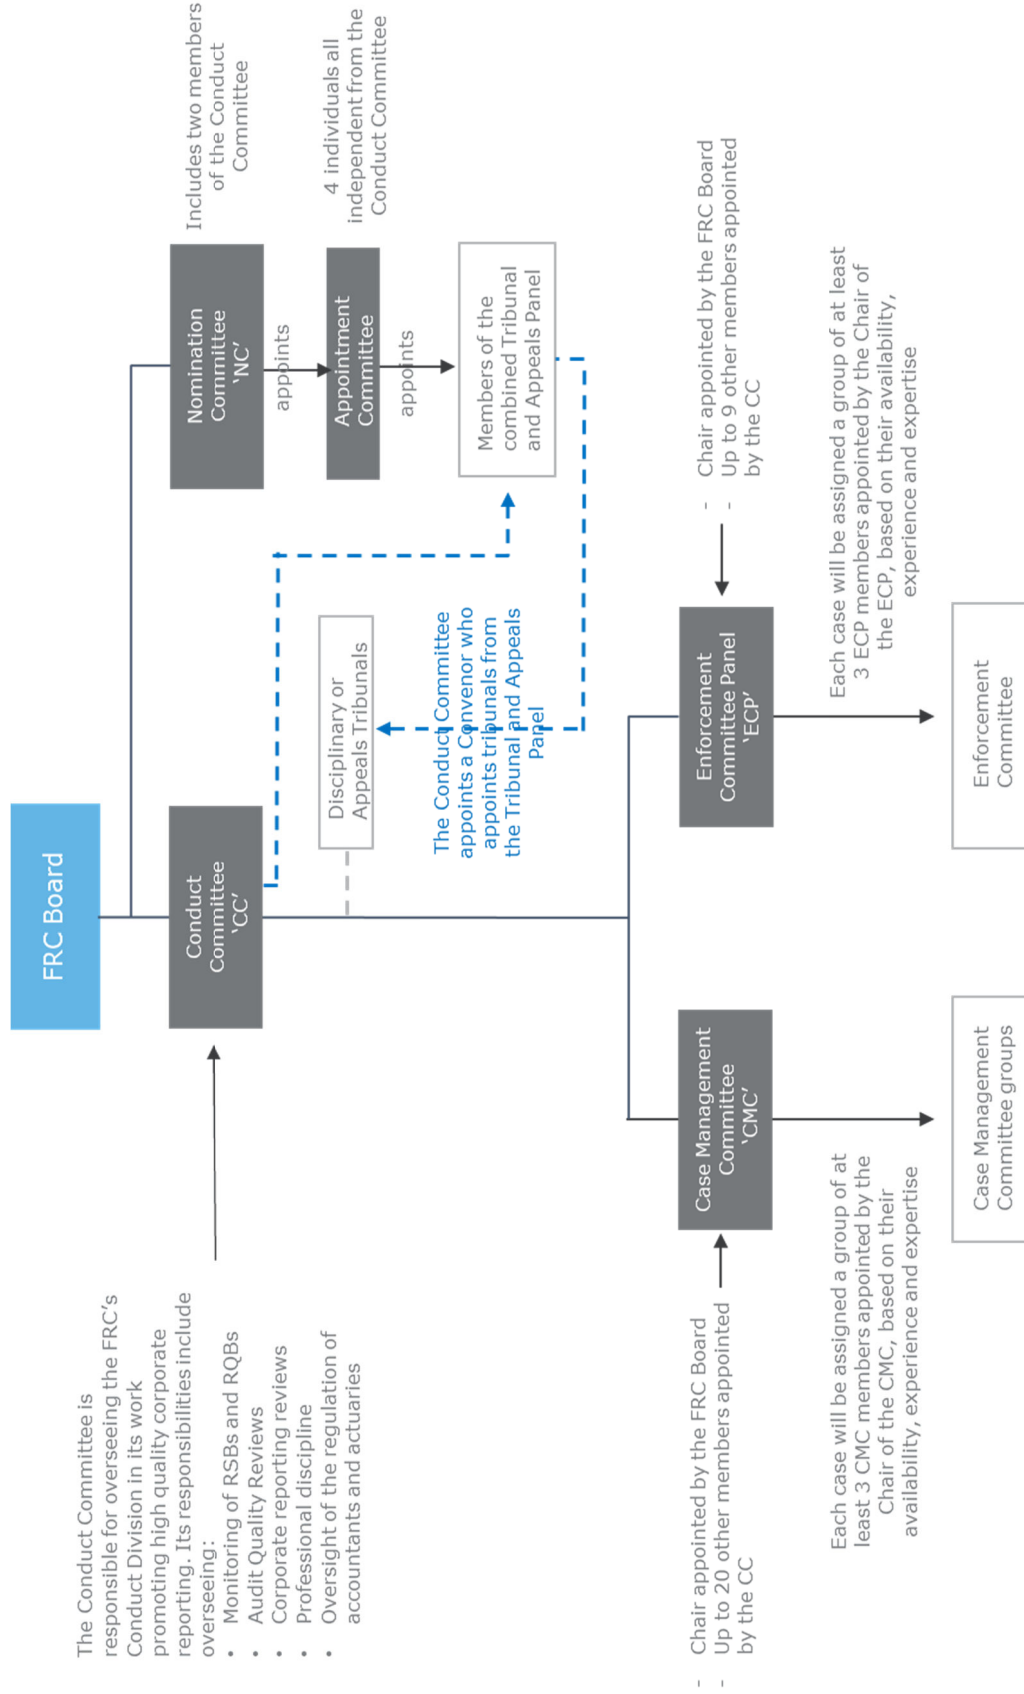 FRC Board
The Conduct Committee is
responsible for overseeing the FRC’s
Conduct Division in its work
promoting high quality corporate
reporting. Its responsibilities include
overseeing:
• Monitoring of RSBs and RQBs
• Audit Quality Reviews
• Corporate reporting reviews
• Professional discipline
• Oversight of the regulation of
accountants and actuaries
Conduct
Committee
‘CC’
Nomination
Committee
‘NC’
Includes two members
of the Conduct
Committee
appoints
Appointment
Committee
4 individuals all
independent from the
Conduct Committee
appoints
Members of the
combined Tribunal
and Appeals Panel
Disciplinary or
Appeals Tribunals
The Conduct Committee
appoints a Convenor who
appoints tribunals from
the Tribunal and Appeals
Panel
- Chair appointed by the FRC Board
- Up to 20 other members appointed
by the CC
Case Management
Committee
‘CMC’
Enforcement
Committee Panel
‘ECP’
- Chair appointed by the FRC Board
- Up to 9 other members appointed
by the CC
Each case will be assigned a group of at
least 3 CMC members appointed by the
Chair of the CMC, based on their
availability, experience and expertise
Each case will be assigned a group of at least
3 ECP members appointed by the Chair of
the ECP, based on their availability,
experience and expertise
Case Management
Committee groups
Enforcement
Committee